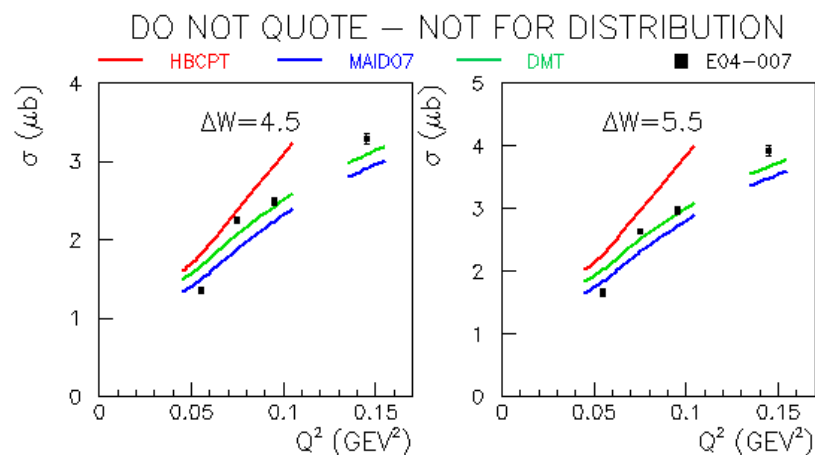 DO NOT QUOTE — NOT FOR DISTRIBUTION
HBCPT MAID07 DMT E04-007
σ (μb)
4
3
2
1
0
ΔW=4.5
0 0.05 0.1 0.15
Q² (GEV²)
σ (μb)
5
4
3
2
1
0
ΔW=5.5
0 0.05 0.1 0.15
Q² (GEV²)